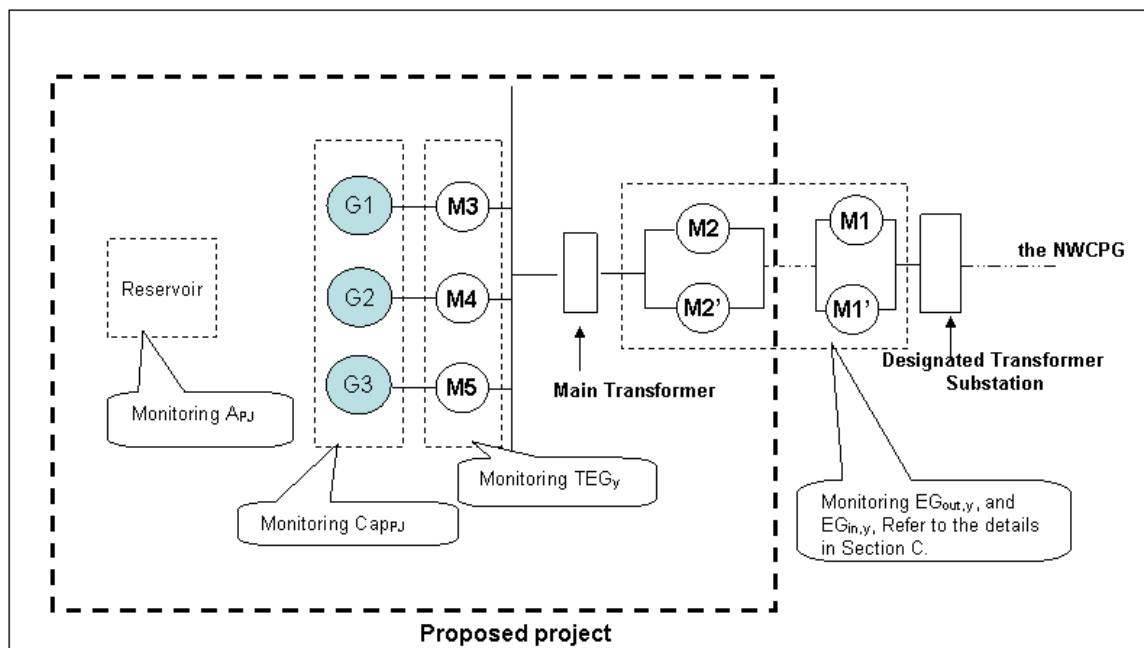 G1
M3
M2
M1
the NWCPG
Reservoir
G2
M4
M2’
M1’
G3
M5
Main Transformer
Designated Transformer
Substation
Monitoring APJ
Monitoring TEGy
Monitoring CapPJ
Monitoring EGout,y, and
EGin,y, Refer to the details
in Section C.
Proposed project